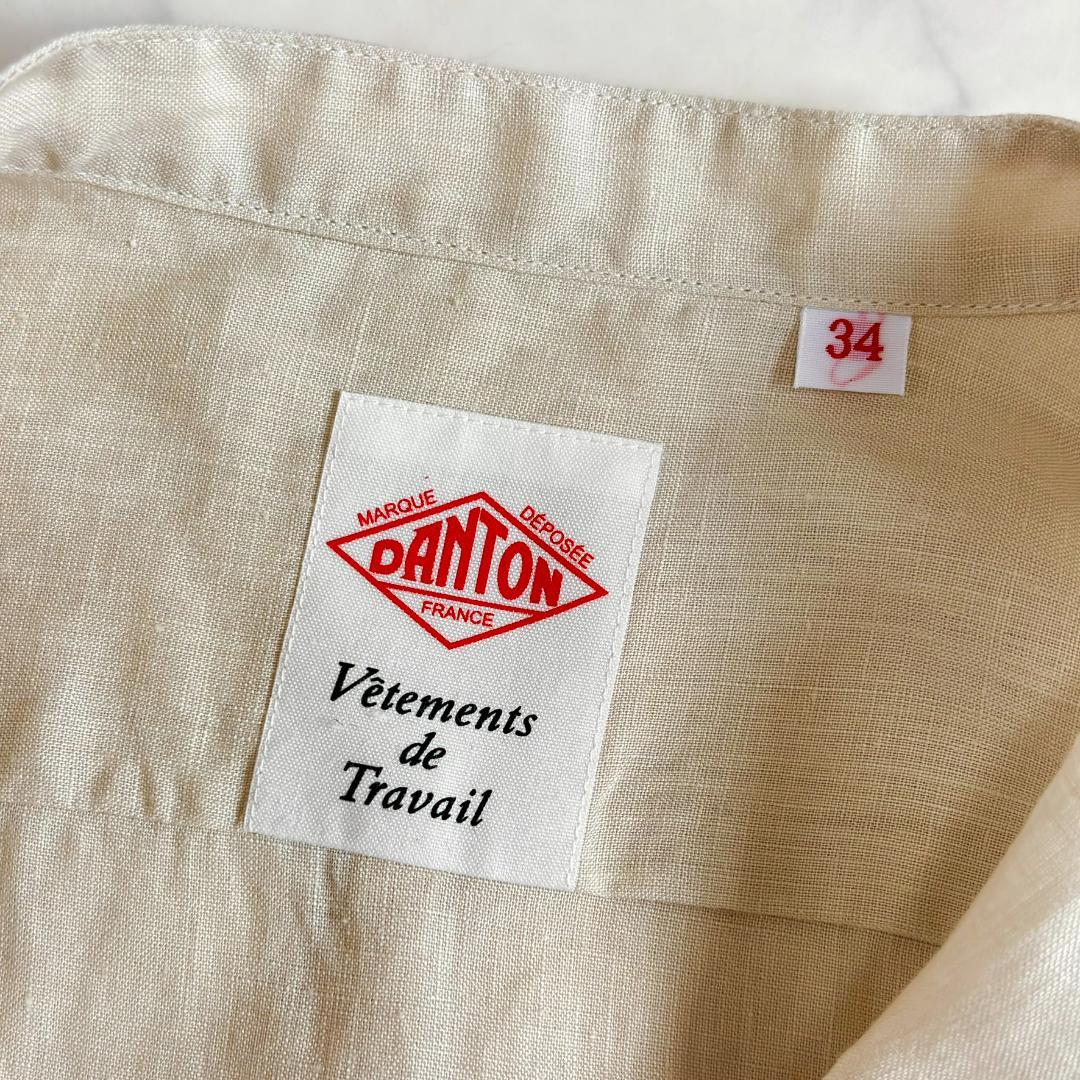 34
MARQUE DÉPOSÉE
DANTON
FRANCE
Vêtements
de
Travail